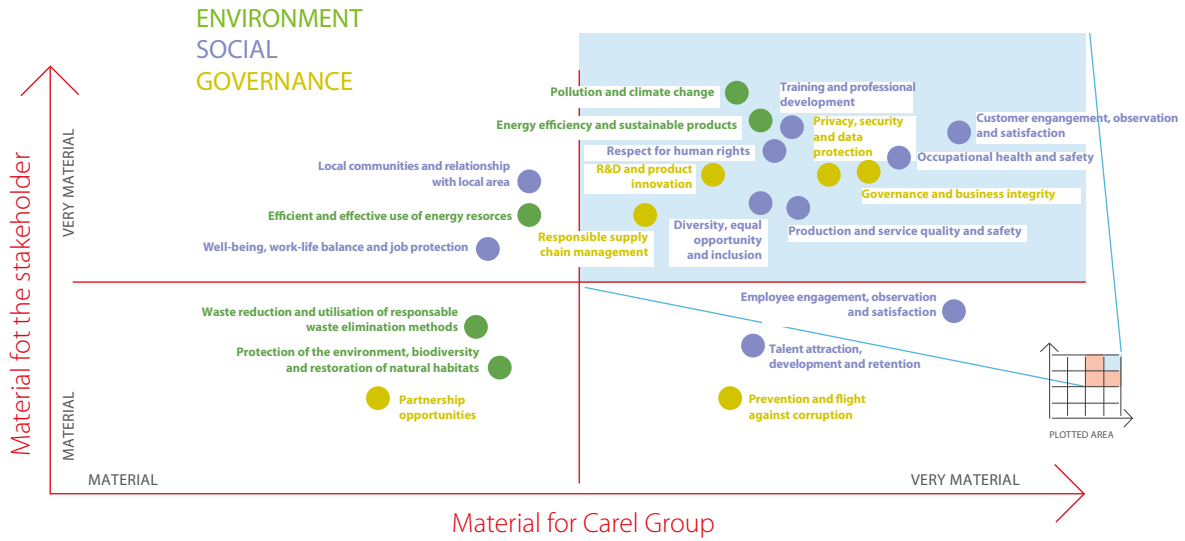 ENVIRONMENT
SOCIAL
GOVERNANCE
Material fot the stakeholder
VERY MATERIAL
MATERIAL
Pollution and climate change
Training and professional
development
Energy efficiency and sustainable products
Privacy, security
and data
protection
Customer engangement, observation
and satisfaction
Respect for human rights
Occupational health and safety
Local communities and relationship
with local area
R&D and product
innovation
Governance and business integrity
Efficient and effective use of energy resorces
Responsible supply
chain management
Diversity, equal
opportunity
and inclusion
Production and service quality and safety
Well-being, work-life balance and job protection
Waste reduction and utilisation of responsable
waste elimination methods
Employee engagement, observation
and satisfaction
Protection of the environment, biodiversity
and restoration of natural habitats
Talent attraction,
development and retention
Partnership
opportunities
Prevention and flight
against corruption
PLOTTED AREA
MATERIAL
VERY MATERIAL
Material for Carel Group